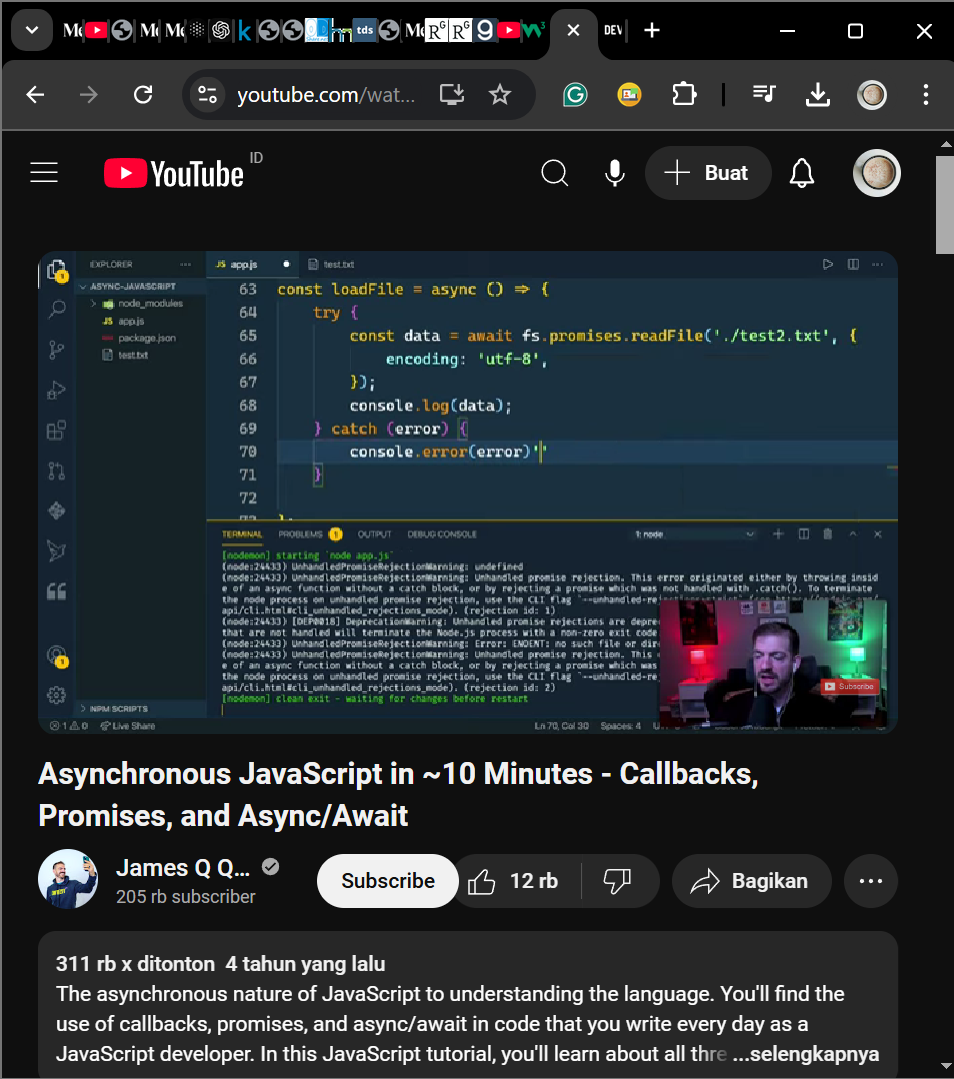 tds
DEV
youtube.com/wat...
YouTube
ID
Buat
EXPLORER
JS app.js
test.txt
ASYNC-JAVASCRIPT
node_modules
JS app.js
package.json
test.txt
NPM SCRIPTS
63 const loadFile = async () => {
64 try {
65 const data = await fs.promises.readFile('./test2.txt', {
66 encoding: 'utf-8',
67 });
68 console.log(data);
69 } catch (error) {
70 console.error(error)''
71 }
72
73 };
TERMINAL PROBLEMS 1 OUTPUT DEBUG CONSOLE 1: node
[nodemon] starting `node app.js`
(node:24433) UnhandledPromiseRejectionWarning: undefined
(node:24433) UnhandledPromiseRejectionWarning: Unhandled promise rejection. This error originated either by throwing insid
e of an async function without a catch block, or by rejecting a promise which was not handled with .catch(). To terminate
the node process on unhandled promise rejection, use the CLI flag `--unhandled-
api/cli.html#cli_unhandled_rejections_mode). (rejection id: 1)
(node:24433) [DEP0018] DeprecationWarning: Unhandled promise rejections are depre
that are not handled will terminate the Node.js process with a non-zero exit code
(node:24433) UnhandledPromiseRejectionWarning: Error: ENOENT: no such file or dir
(node:24433) UnhandledPromiseRejectionWarning: Unhandled promise rejection. This
e of an async function without a catch block, or by rejecting a promise which was
the node process on unhandled promise rejection, use the CLI flag `--unhandled-
api/cli.html#cli_unhandled_rejections_mode). (rejection id: 2)
[nodemon] clean exit - waiting for changes before restart
Subscribe
1 0 Live Share
Ln 70, Col 30 Spaces: 4
Asynchronous JavaScript in ~10 Minutes - Callbacks,
Promises, and Async/Await
James Q Q...
205 rb subscriber
Subscribe
12 rb
Bagikan
311 rb x ditonton 4 tahun yang lalu
The asynchronous nature of JavaScript to understanding the language. You'll find the
use of callbacks, promises, and async/await in code that you write every day as a
JavaScript developer. In this JavaScript tutorial, you'll learn about all thre ...selengkapnya